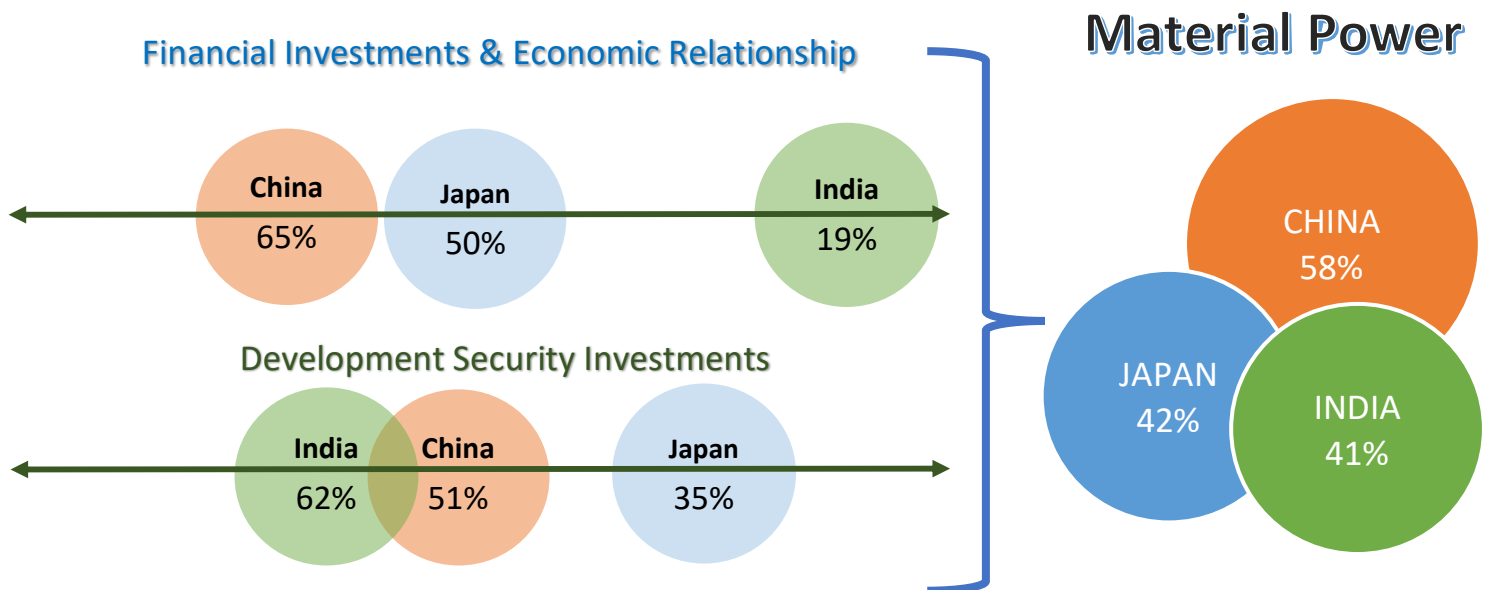 Financial Investments & Economic Relationship
China
65%
Japan
50%
India
19%
Development Security Investments
India
62%
China
51%
Japan
35%
Material Power
CHINA
58%
JAPAN
42%
INDIA
41%